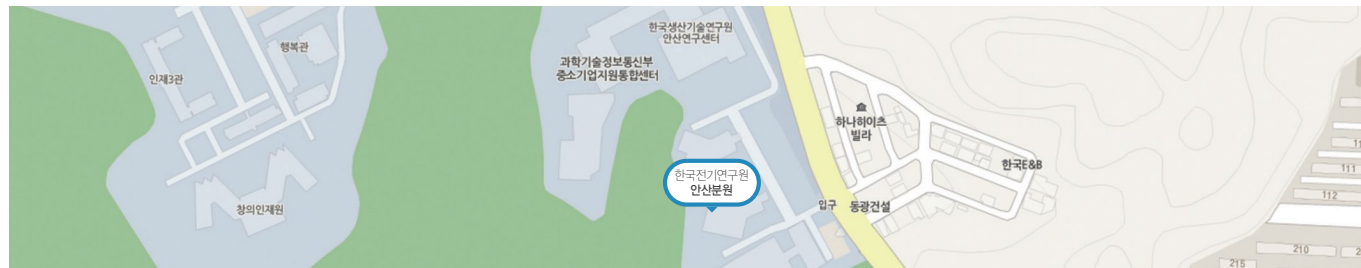 한국생산기술연구원
안산연구센터
행복관
과학기술정보통신부
중소기업지원통합센터
인재3관
하나하이츠
빌라
한국E&B
한국전기연구원
안산분원
창의인재원
입구
동광건설
111
112
210
215